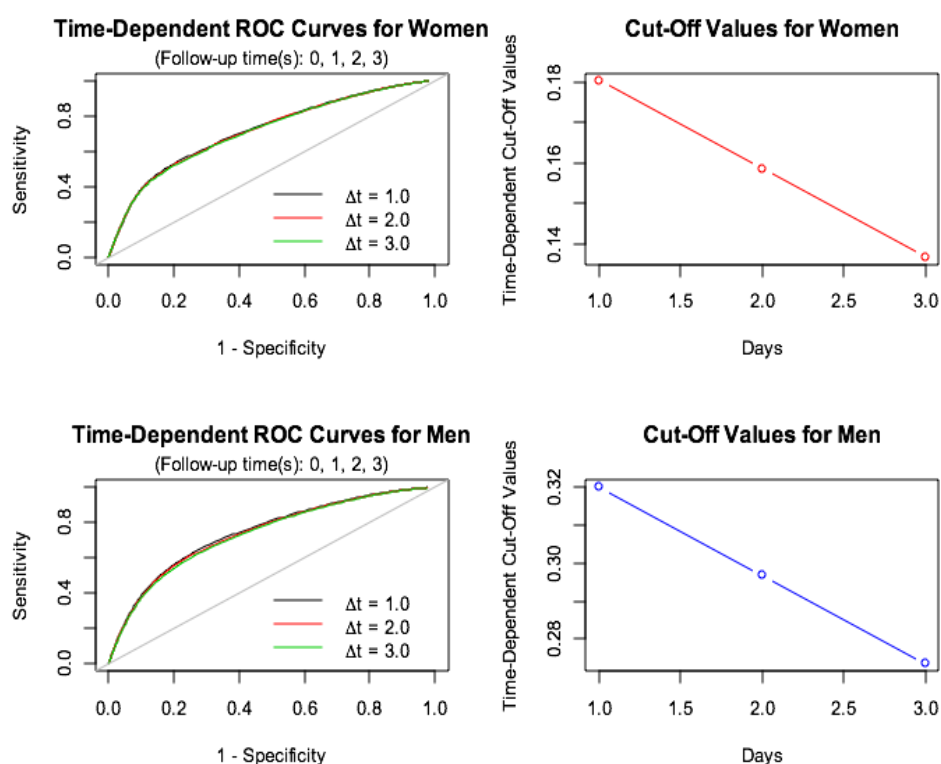 Time-Dependent ROC Curves for Women
(Follow-up time(s): 0, 1, 2, 3)
Sensitivity
0.0 0.4 0.8
Δt = 1.0
Δt = 2.0
Δt = 3.0
0.0 0.2 0.4 0.6 0.8 1.0
1 - Specificity
Cut-Off Values for Women
Time-Dependent Cut-Off Values
0.14 0.16 0.18
1.0 1.5 2.0 2.5 3.0
Days
Time-Dependent ROC Curves for Men
(Follow-up time(s): 0, 1, 2, 3)
Sensitivity
0.0 0.4 0.8
Δt = 1.0
Δt = 2.0
Δt = 3.0
0.0 0.2 0.4 0.6 0.8 1.0
1 - Specificity
Cut-Off Values for Men
Time-Dependent Cut-Off Values
0.28 0.30 0.32
1.0 1.5 2.0 2.5 3.0
Days